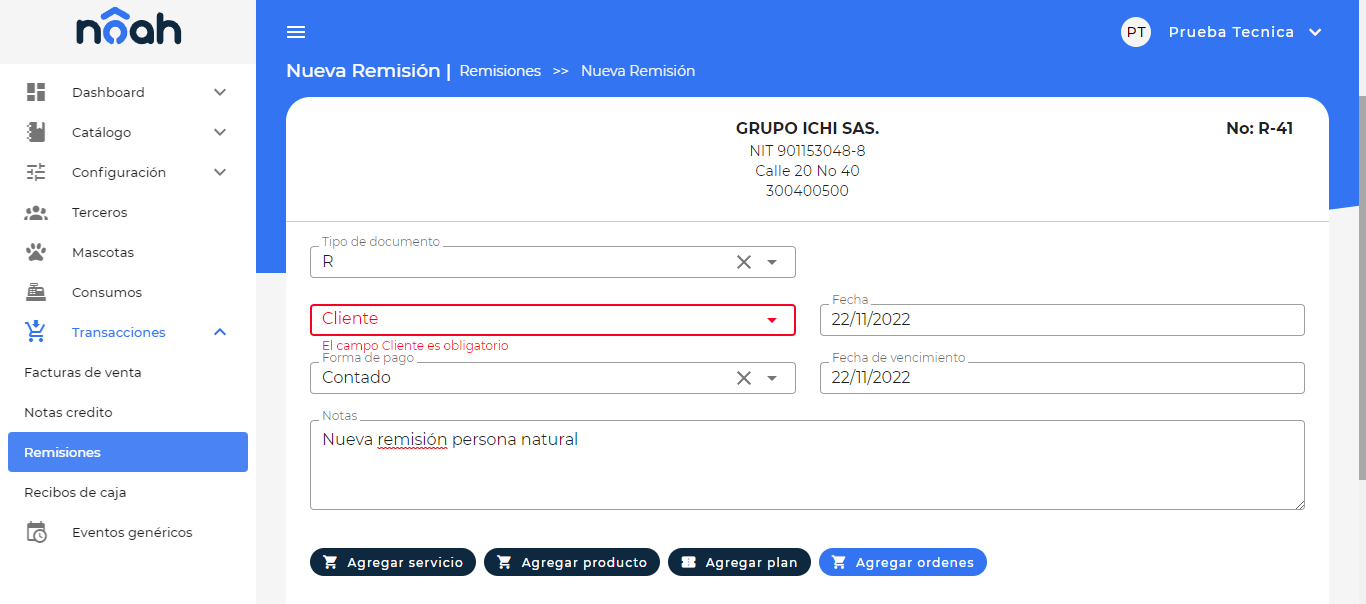 nôah
PT Prueba Tecnica
Nueva Remisión | Remisiones >> Nueva Remisión
Dashboard
Catálogo
Configuración
Terceros
Mascotas
Consumos
Transacciones
Facturas de venta
Notas credito
Remisiones
Recibos de caja
Eventos genéricos
GRUPO ICHI SAS.
No: R-41
NIT 901153048-8
Calle 20 No 40
300400500
Tipo de documento
R
Cliente
El campo Cliente es obligatorio
Fecha
22/11/2022
Forma de pago
Contado
Fecha de vencimiento
22/11/2022
Notas
Nueva remisión persona natural
Agregar servicio Agregar producto Agregar plan Agregar ordenes